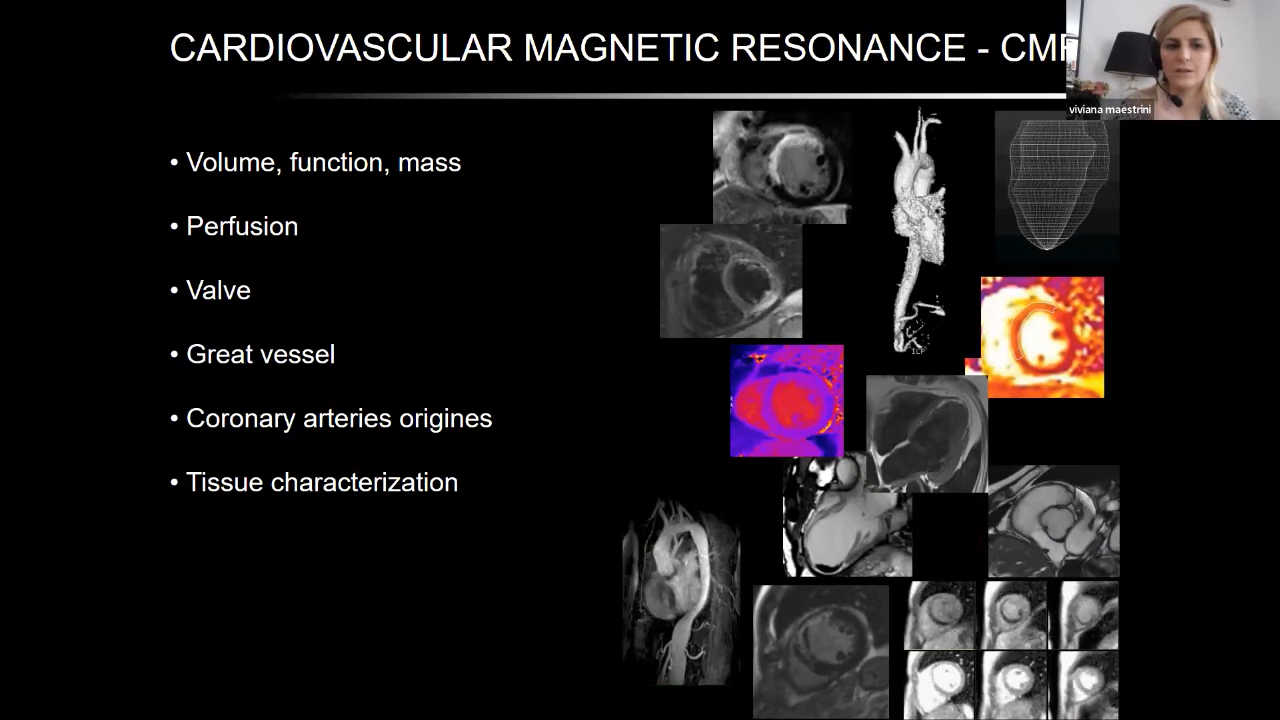 CARDIOVASCULAR MAGNETIC RESONANCE - CMR
viviana maestrini
• Volume, function, mass
• Perfusion
• Valve
• Great vessel
• Coronary arteries origines
• Tissue characterization